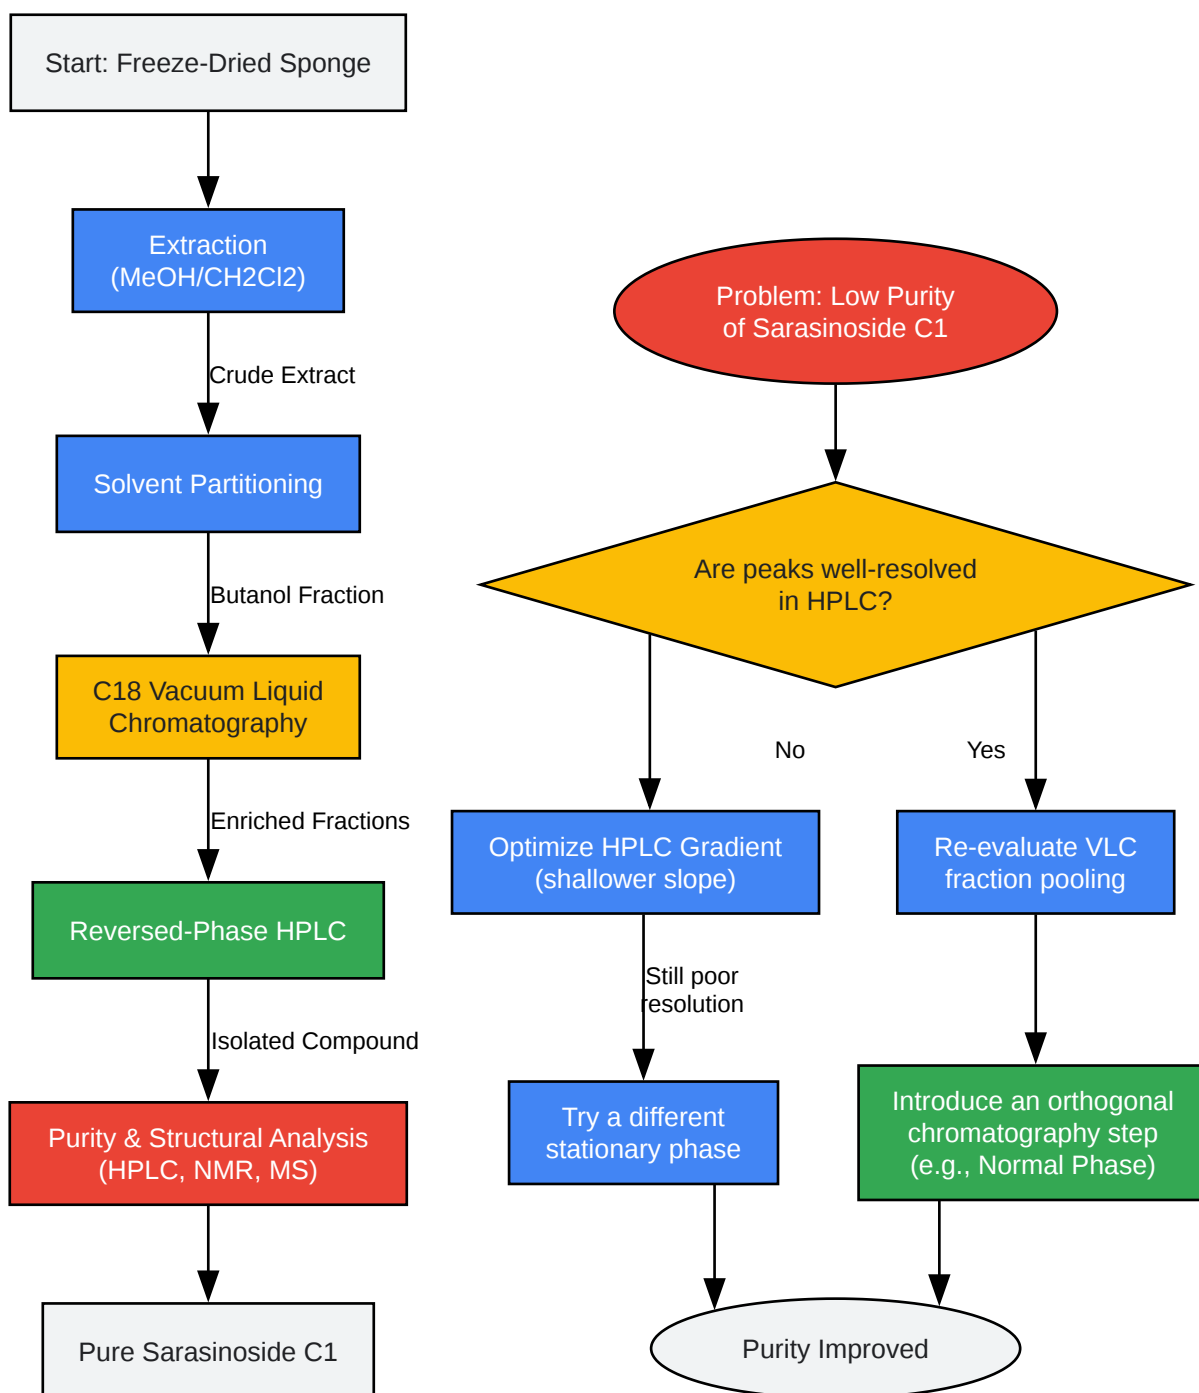 Start: Freeze-Dried Sponge
Extraction
(MeOH/CH2Cl2)
Crude Extract
Solvent Partitioning
Butanol Fraction
C18 Vacuum Liquid
Chromatography
Enriched Fractions
Reversed-Phase HPLC
Isolated Compound
Purity & Structural Analysis
(HPLC, NMR, MS)
Pure Sarasinoside C1
Problem: Low Purity
of Sarasinoside C1
Are peaks well-resolved
in HPLC?
No
Yes
Optimize HPLC Gradient
(shallower slope)
Re-evaluate VLC
fraction pooling
Still poor
resolution
Try a different
stationary phase
Introduce an orthogonal
chromatography step
(e.g., Normal Phase)
Purity Improved